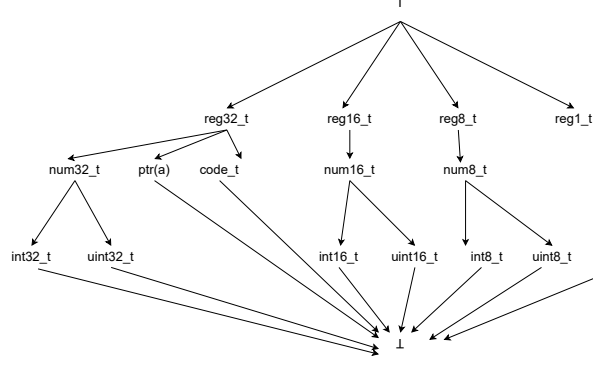 reg32_t reg16_t reg8_t reg1_t
num32_t ptr(a) code_t num16_t num8_t
int32_t uint32_t int16_t uint16_t int8_t uint8_t
⊥